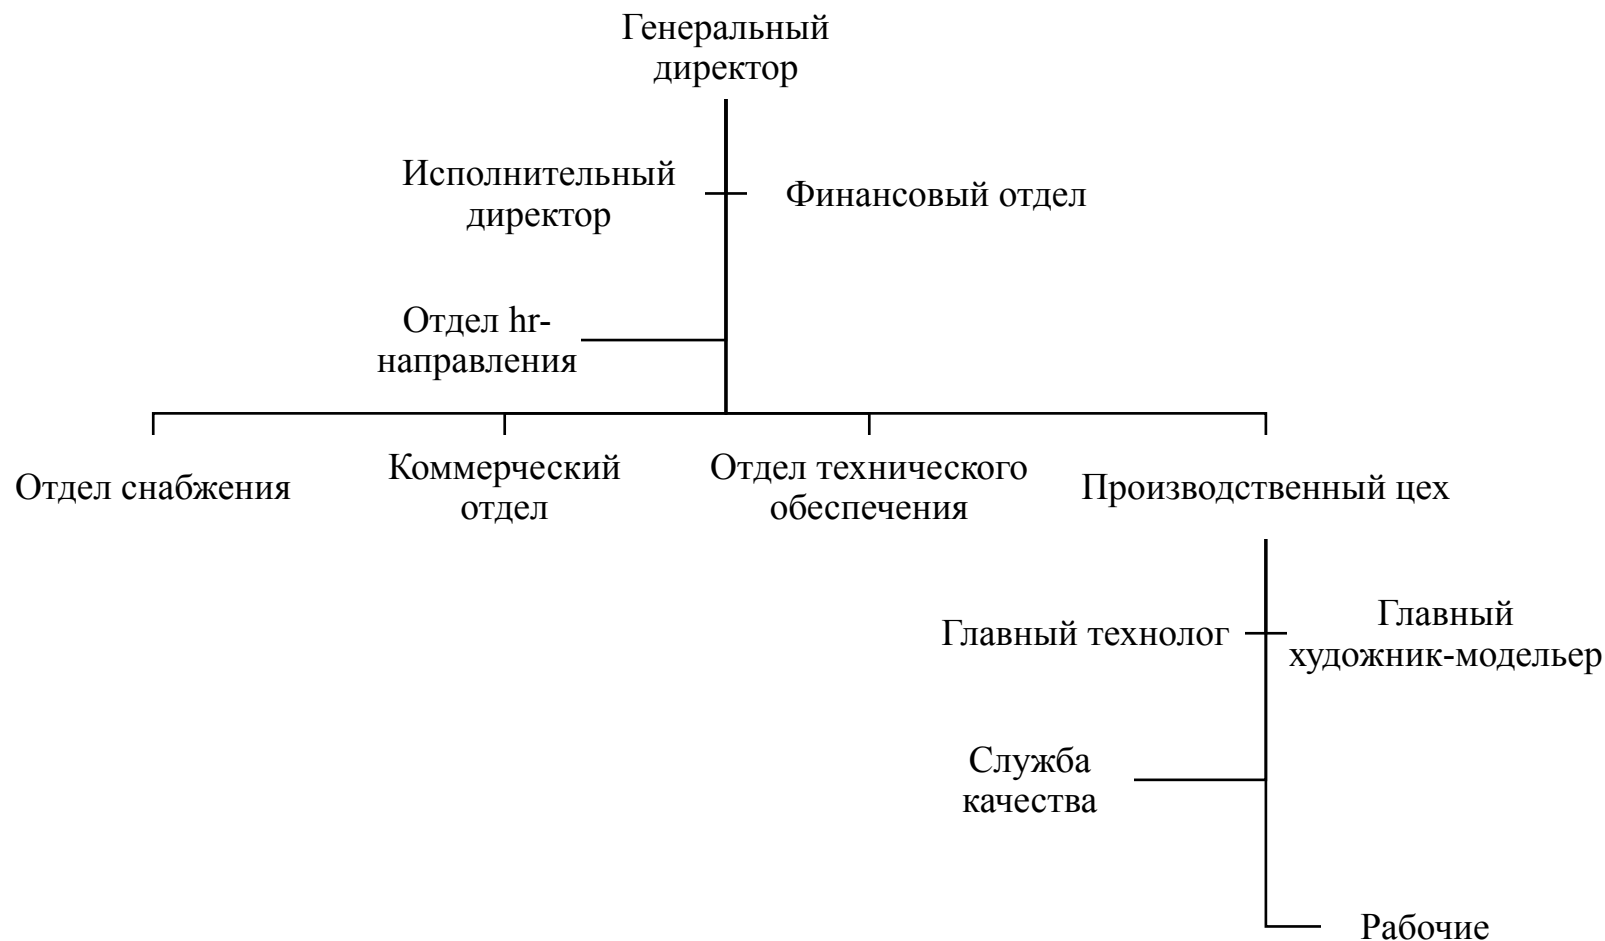 Генеральный
директор
Исполнительный
директор
Финансовый отдел
Отдел hr-
направления
Отдел снабжения
Коммерческий
отдел
Отдел технического
обеспечения
Производственный цех
Главный технолог
Главный
художник-модельер
Служба
качества
Рабочие